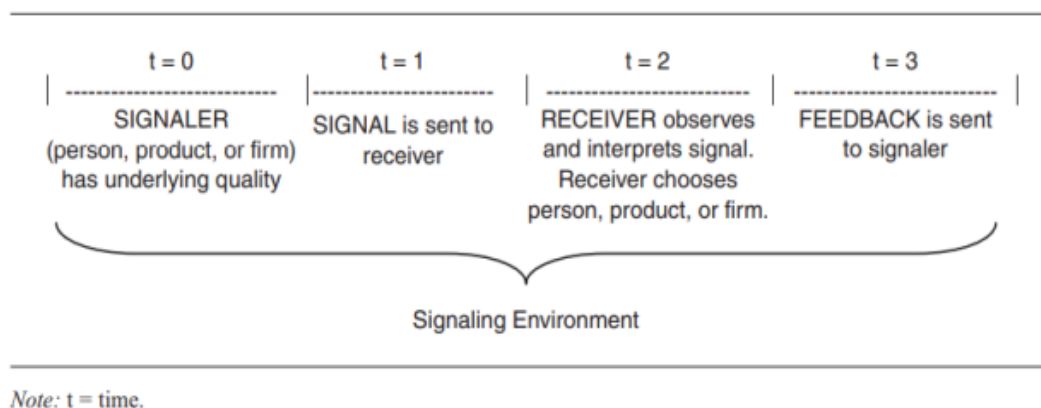 t = 0
t = 1
t = 2
t = 3
SIGNALER
(person, product, or firm)
has underlying quality
SIGNAL is sent to
receiver
RECEIVER observes
and interprets signal.
Receiver chooses
person, product, or firm.
FEEDBACK is sent
to signaler
Signaling Environment
Note: t = time.